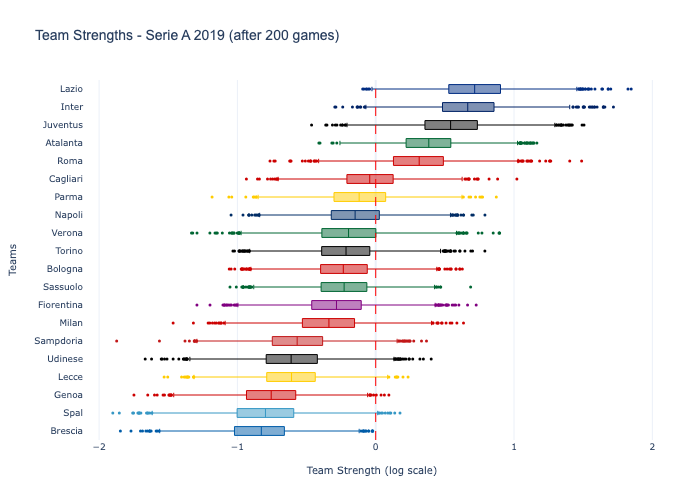 Team Strengths - Serie A 2019 (after 200 games)
Lazio
Inter
Juventus
Atalanta
Roma
Cagliari
Parma
Napoli
Verona
Torino
Bologna
Sassuolo
Fiorentina
Milan
Sampdoria
Udinese
Lecce
Genoa
Spal
Brescia
Teams
−2 −1 0 1 2
Team Strength (log scale)